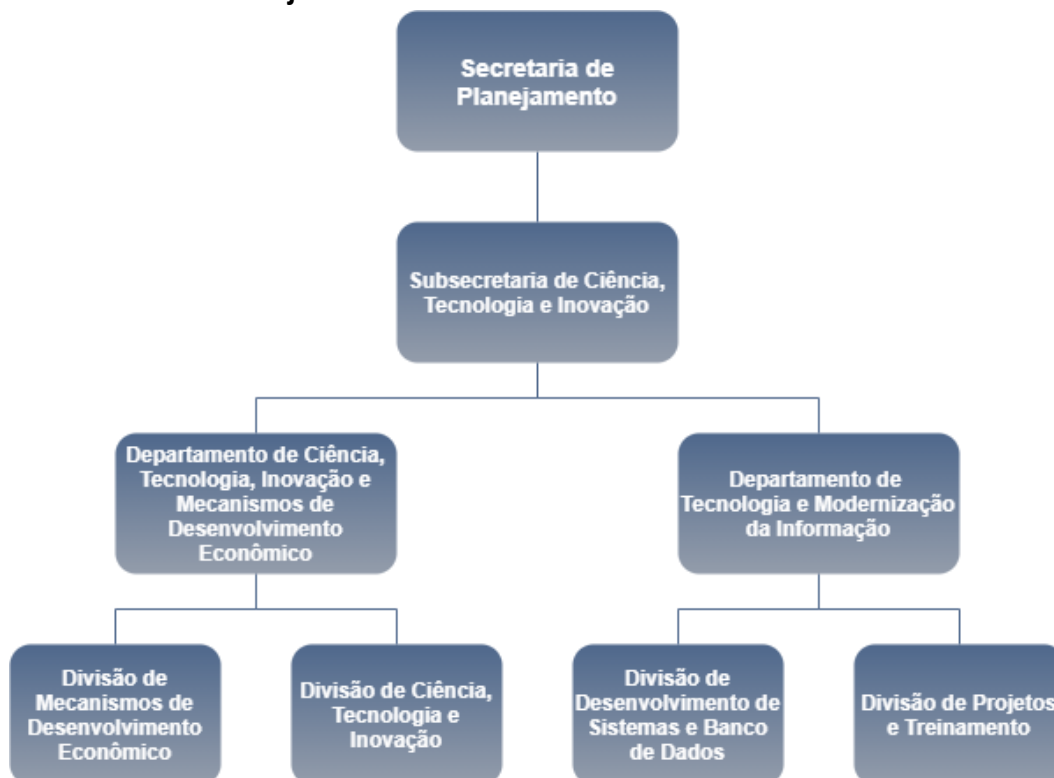 Secretaria de
Planejamento
Subsecretaria de Ciência,
Tecnologia e Inovação
Departamento de Ciência,
Tecnologia, Inovação e
Mecanismos de
Desenvolvimento
Econômico
Departamento de
Tecnologia e Modernização
da Informação
Divisão de
Mecanismos de
Desenvolvimento
Econômico
Divisão de Ciência,
Tecnologia e
Inovação
Divisão de
Desenvolvimento de
Sistemas e Banco
de Dados
Divisão de Projetos
e Treinamento